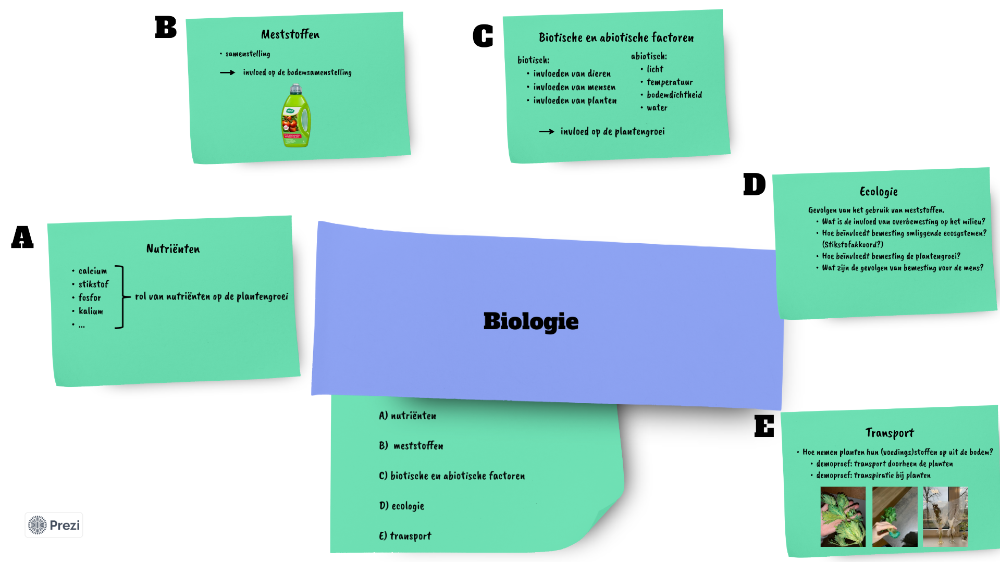 B
Meststoffen
• samenstelling
→ invloed op de bodemsamenstelling
C
Biotische en abiotische factoren
biotisch:
• invloeden van dieren
• invloeden van mensen
• invloeden van planten
abiotisch:
• licht
• temperatuur
• bodemdichtheid
• water
→ invloed op de plantengroei
D
Ecologie
Gevolgen van het gebruik van meststoffen.
• Wat is de invloed van overbemesting op het milieu?
• Hoe beïnvloedt bemesting omliggende ecosystemen?
(Stikstofakkoord?)
• Hoe beïnvloedt bemesting de plantengroei?
• Wat zijn de gevolgen van bemesting voor de mens?
A
Nutriënten
• calcium
• stikstof
• fosfor
• kalium
• ...
rol van nutriënten op de plantengroei
Biologie
A) nutriënten
B) meststoffen
C) biotische en abiotische factoren
D) ecologie
E) transport
E
Transport
• Hoe nemen planten hun (voedings)stoffen op uit de bodem?
• demoproef: transport doorheen de planten
• demoproef: transpiratie bij planten
Prezi